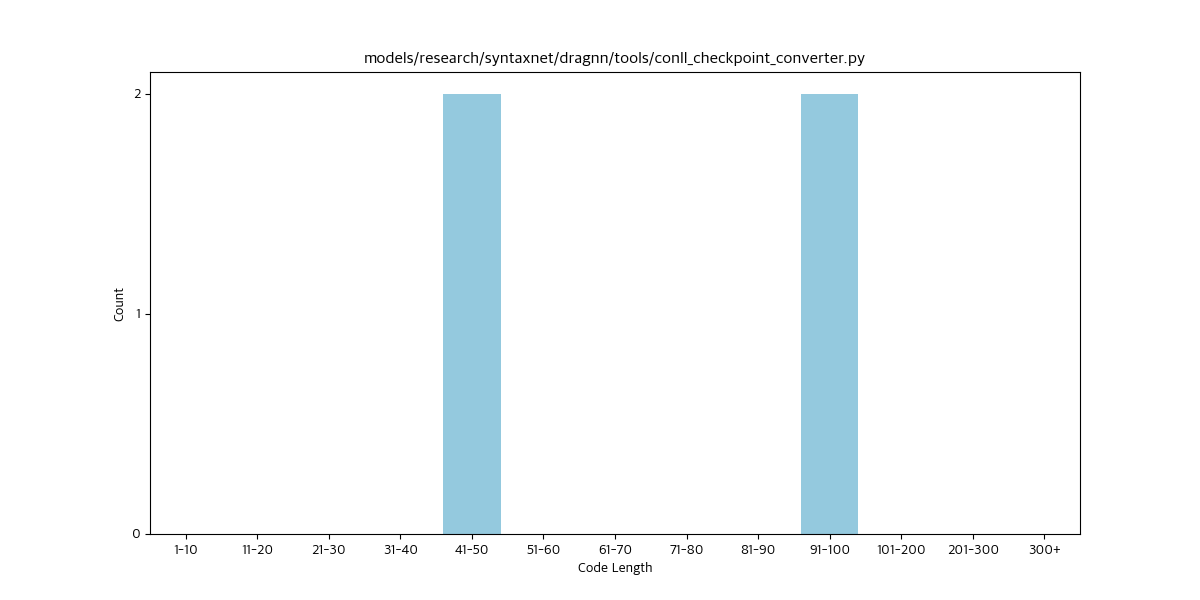 models/research/syntaxnet/dragnn/tools/conll_checkpoint_converter.py
2
1
0
Count
1-10 11-20 21-30 31-40 41-50 51-60 61-70 71-80 81-90 91-100 101-200 201-300 300+
Code Length